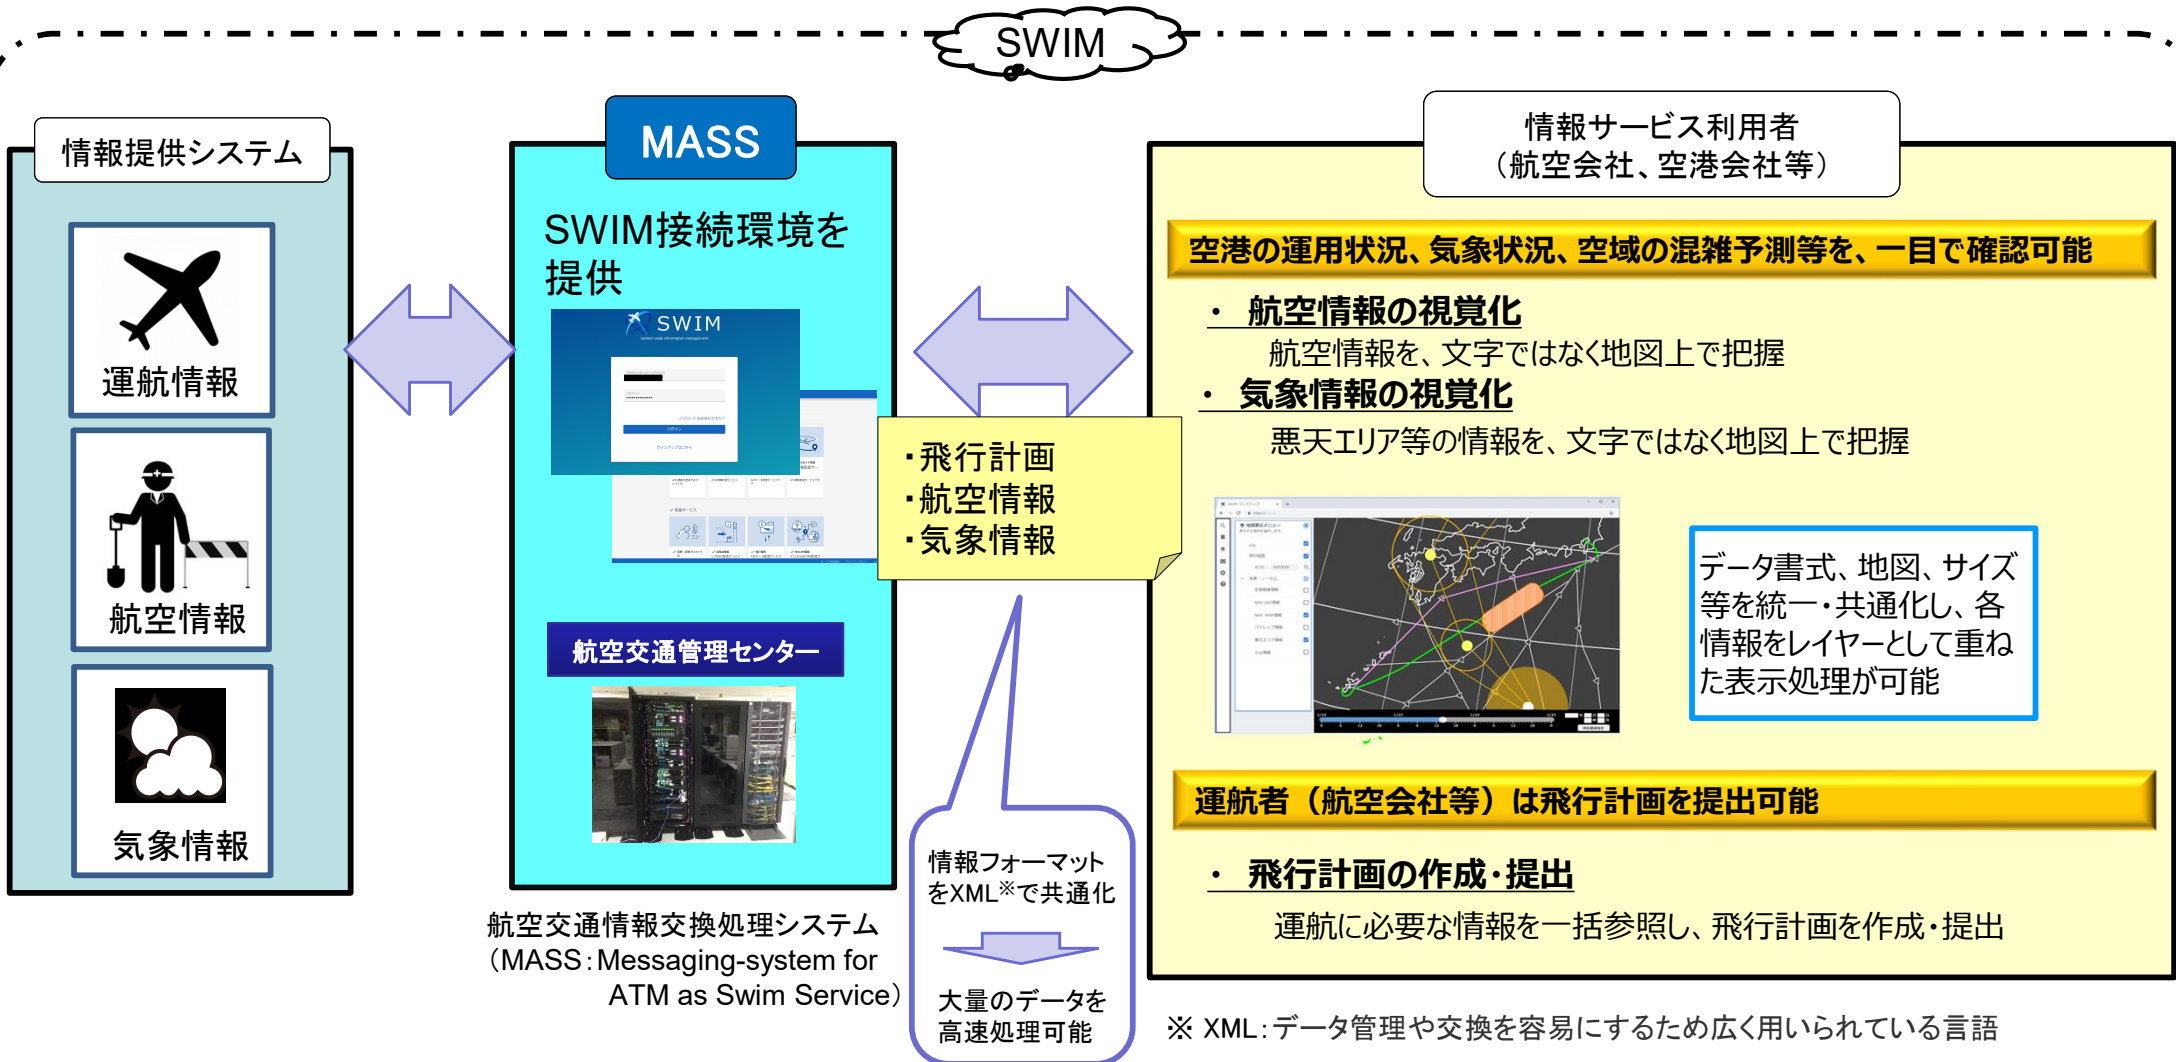 SWIM
情報提供システム
運航情報
航空情報
気象情報
MASS
SWIM接続環境を
提供
SWIM
System wide information management
ログイン
航空交通管理センター
航空交通情報交換処理システム
（MASS：Messaging-system for
ATM as Swim Service）
・飛行計画
・航空情報
・気象情報
情報フォーマット
をXML※で共通化
大量のデータを
高速処理可能
情報サービス利用者
（航空会社、空港会社等）
空港の運用状況、気象状況、空域の混雑予測等を、一目で確認可能
・ 航空情報の視覚化
航空情報を、文字ではなく地図上で把握
・ 気象情報の視覚化
悪天エリア等の情報を、文字ではなく地図上で把握
データ書式、地図、サイズ
等を統一・共通化し、各
情報をレイヤーとして重ね
た表示処理が可能
運航者（航空会社等）は飛行計画を提出可能
・ 飛行計画の作成・提出
運航に必要な情報を一括参照し、飛行計画を作成・提出
※ XML：データ管理や交換を容易にするため広く用いられている言語